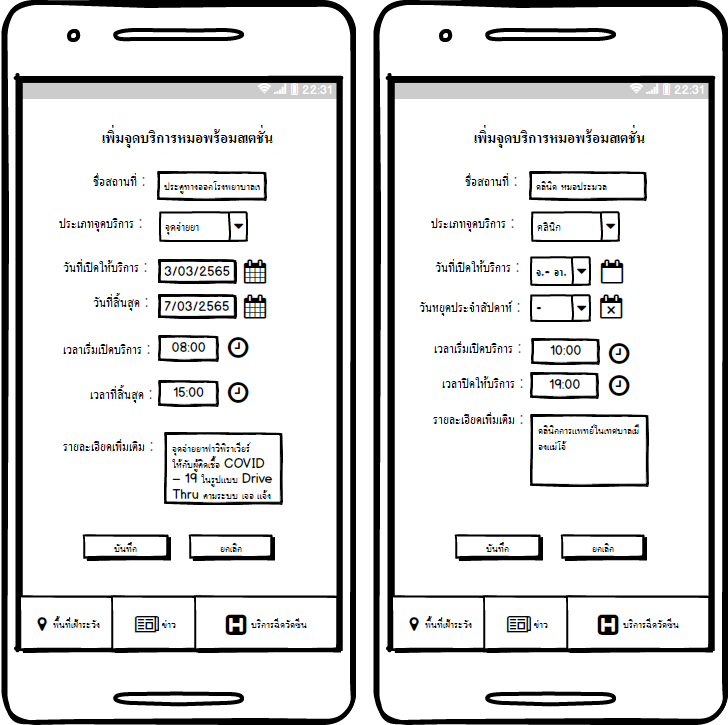 22:31
เพิ่มจุดบริการหมอพร้อมสเตชั่น
ชื่อสถานที่ :
ประตูทางออกโรงพยาบาลเท
ประเภทจุดบริการ :
จุดจ่ายยา
วันที่เปิดให้บริการ :
3/03/2565
วันที่สิ้นสุด :
7/03/2565
เวลาเริ่มเปิดบริการ :
08:00
เวลาที่สิ้นสุด :
15:00
รายละเอียดเพิ่มเติม :
จุดจ่ายยาฟาวิพิราเวียร์
ให้กับผู้ติดเชื้อ COVID
– 19 ในรูปแบบ Drive
Thru ตามระบบ เจอ แจ้ง
บันทึก
ยกเลิก
พื้นที่เฝ้าระวัง
ข่าว
H
บริการฉีดวัคซีน
22:31
เพิ่มจุดบริการหมอพร้อมสเตชั่น
ชื่อสถานที่ :
คลินิค หมอประมวล
ประเภทจุดบริการ :
คลินิก
วันที่เปิดให้บริการ :
จ.- อา.
วันหยุดประจำสัปดาห์ :
-
เวลาเริ่มเปิดบริการ :
10:00
เวลาปิดให้บริการ :
19:00
รายละเอียดเพิ่มเติม :
คลินิกการแพทย์ในเทศบาลเมื
องแม่โจ้
บันทึก
ยกเลิก
พื้นที่เฝ้าระวัง
ข่าว
H
บริการฉีดวัคซีน